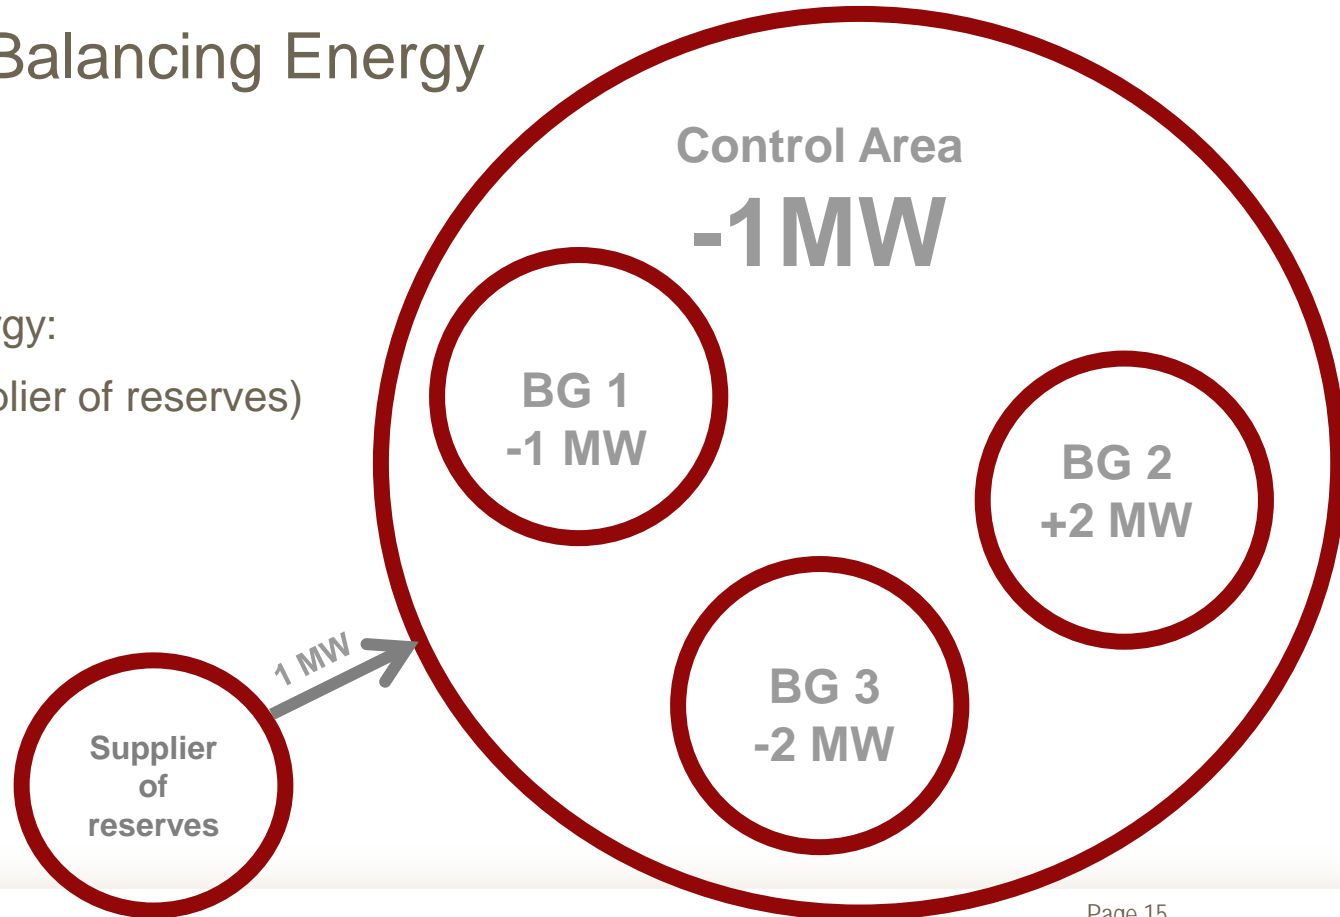 Balancing Energy
Control Area
-1MW
rgy:
plier of reserves)
BG 1
-1 MW
BG 2
+2 MW
1 MW
BG 3
-2 MW
Supplier
of
reserves
Page 15